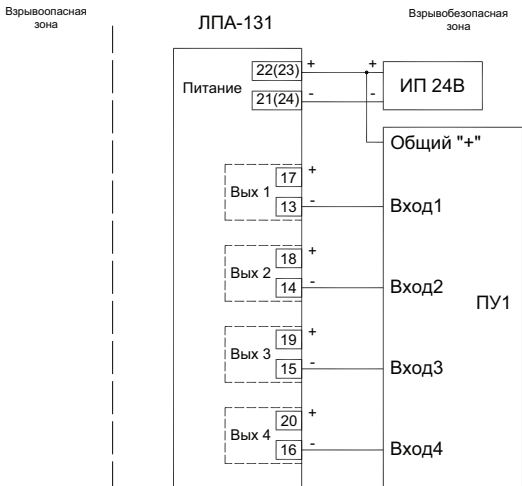 Взрывоопасная
зона
ЛПА-131
Взрывобезопасная
зона
Питание
22(23)
+
+
21(24)
-
-
ИП 24В
Общий "+"
Вых 1
17
+
13
-
Вход1
Вых 2
18
+
14
-
Вход2
ПУ1
Вых 3
19
+
15
-
Вход3
Вых 4
20
+
16
-
Вход4